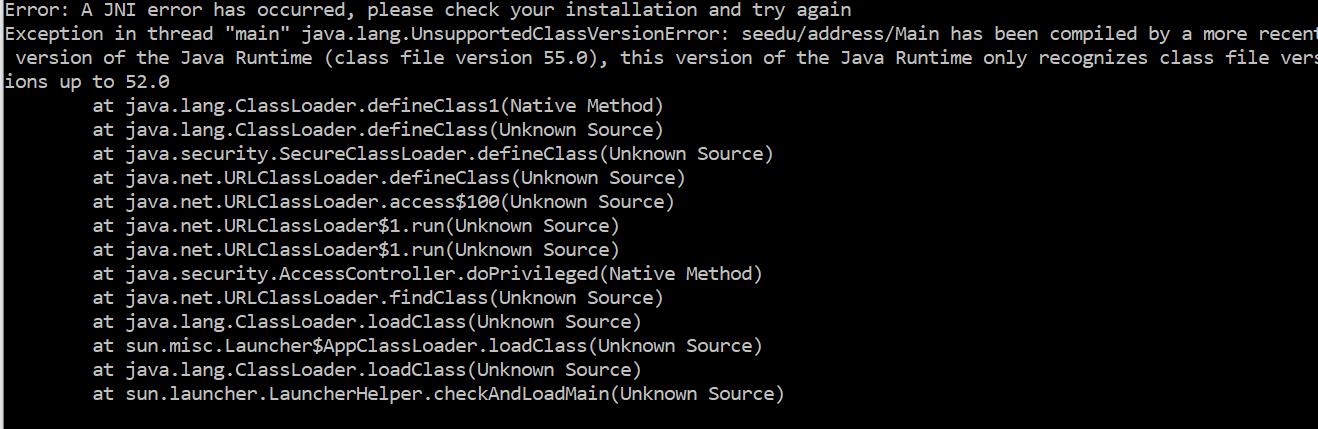 Error: A JNI error has occurred, please check your installation and try again
Exception in thread "main" java.lang.UnsupportedClassVersionError: seedu/address/Main has been compiled by a more recent
version of the Java Runtime (class file version 55.0), this version of the Java Runtime only recognizes class file vers
ions up to 52.0
at java.lang.ClassLoader.defineClass1(Native Method)
at java.lang.ClassLoader.defineClass(Unknown Source)
at java.security.SecureClassLoader.defineClass(Unknown Source)
at java.net.URLClassLoader.defineClass(Unknown Source)
at java.net.URLClassLoader.access$100(Unknown Source)
at java.net.URLClassLoader$1.run(Unknown Source)
at java.net.URLClassLoader$1.run(Unknown Source)
at java.security.AccessController.doPrivileged(Native Method)
at java.net.URLClassLoader.findClass(Unknown Source)
at java.lang.ClassLoader.loadClass(Unknown Source)
at sun.misc.Launcher$AppClassLoader.loadClass(Unknown Source)
at java.lang.ClassLoader.loadClass(Unknown Source)
at sun.launcher.LauncherHelper.checkAndLoadMain(Unknown Source)